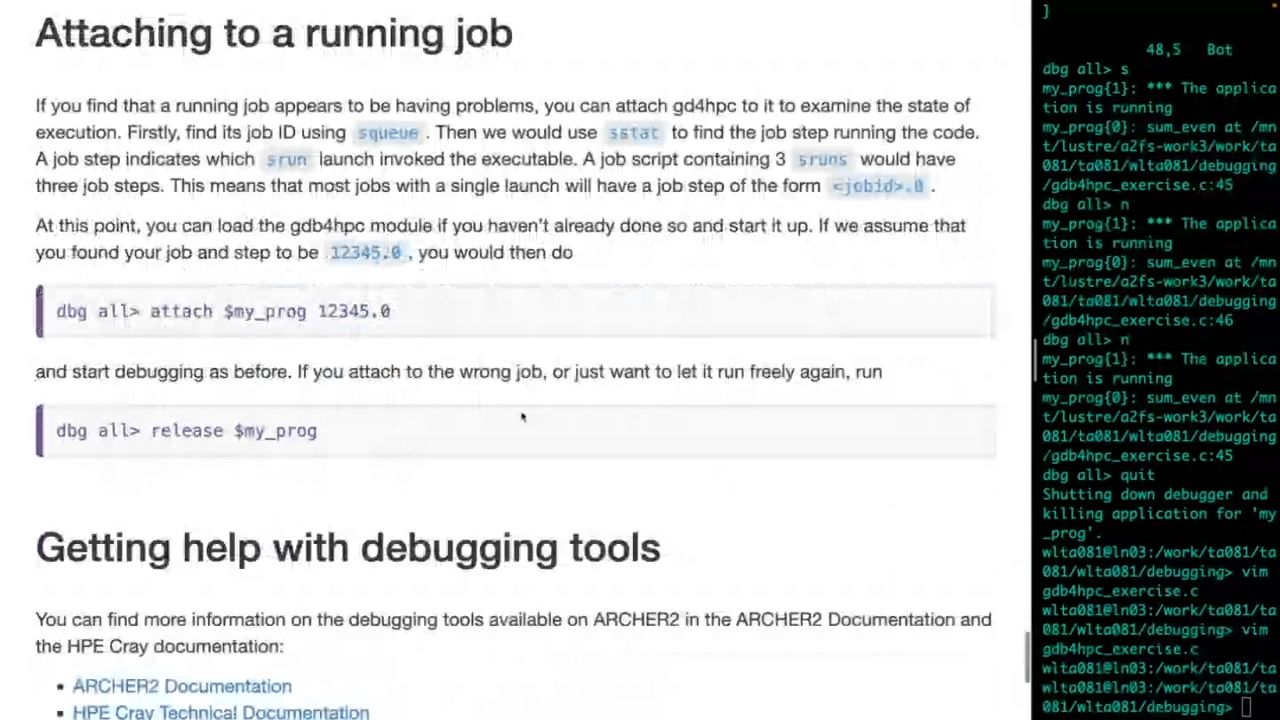 Attaching to a running job
If you find that a running job appears to be having problems, you can attach gd4hpc to it to examine the state of
execution. Firstly, find its job ID using squeue . Then we would use sstat to find the job step running the code.
A job step indicates which srun launch invoked the executable. A job script containing 3 sruns would have
three job steps. This means that most jobs with a single launch will have a job step of the form <jobid>.0 .
At this point, you can load the gdb4hpc module if you haven't already done so and start it up. If we assume that
you found your job and step to be 12345.0 , you would then do
dbg all> attach $my_prog 12345.0
and start debugging as before. If you attach to the wrong job, or just want to let it run freely again, run
dbg all> release $my_prog
Getting help with debugging tools
You can find more information on the debugging tools available on ARCHER2 in the ARCHER2 Documentation and
the HPE Cray documentation:
• ARCHER2 Documentation
• HPE Cray Technical Documentation
}
48,5 Bot
dbg all> s
my_prog{1}: *** The applica
tion is running
my_prog{0}: sum_even at /mn
t/lustre/a2fs-work3/work/ta
081/ta081/wlta081/debugging
/gdb4hpc_exercise.c:45
dbg all> n
my_prog{1}: *** The applica
tion is running
my_prog{0}: sum_even at /mn
t/lustre/a2fs-work3/work/ta
081/ta081/wlta081/debugging
/gdb4hpc_exercise.c:46
dbg all> n
my_prog{1}: *** The applica
tion is running
my_prog{0}: sum_even at /mn
t/lustre/a2fs-work3/work/ta
081/ta081/wlta081/debugging
/gdb4hpc_exercise.c:45
dbg all> quit
Shutting down debugger and
killing application for 'my
_prog'.
wlta081@ln03:/work/ta081/ta
081/wlta081/debugging> vim
gdb4hpc_exercise.c
wlta081@ln03:/work/ta081/ta
081/wlta081/debugging> vim
gdb4hpc_exercise.c
wlta081@ln03:/work/ta081/ta
wlta081@ln03:/work/ta081/ta
081/wlta081/debugging>